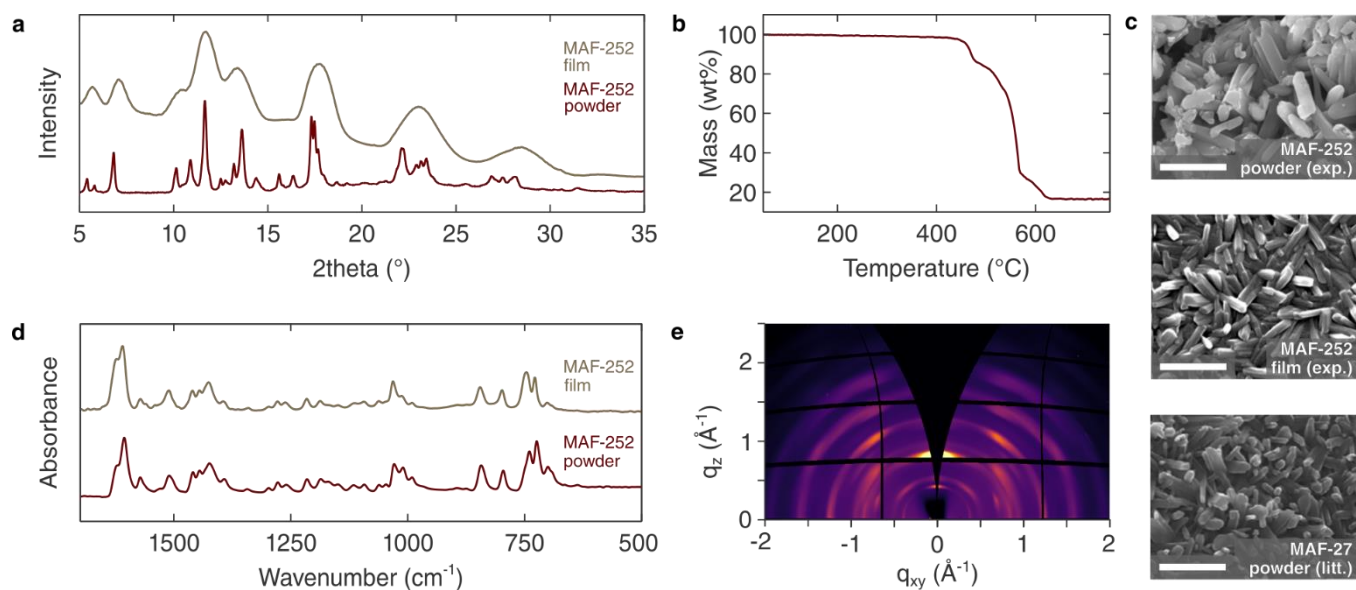 a
Intensity
MAF-252
film
MAF-252
powder
5 10 15 20 25 30 35
2theta (°)
b
Mass (wt%)
100
80
60
40
20
200 400 600
Temperature (°C)
c
MAF-252
powder (exp.)
MAF-252
film (exp.)
MAF-27
powder (litt.)
d
Absorbance
MAF-252
film
MAF-252
powder
1500 1250 1000 750 500
Wavenumber (cm⁻¹)
e
q_z (Å⁻¹)
2
1
0
-2 -1 0 1 2
q_xy (Å⁻¹)